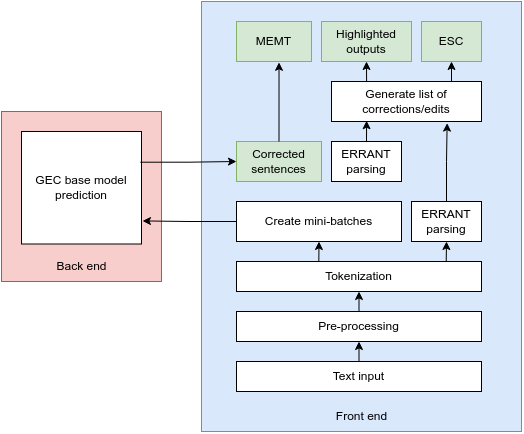 MEMT
Highlighted
outputs
ESC
Generate list of
corrections/edits
GEC base model
prediction
Corrected
sentences
ERRANT
parsing
Create mini-batches
ERRANT
parsing
Back end
Tokenization
Pre-processing
Text input
Front end